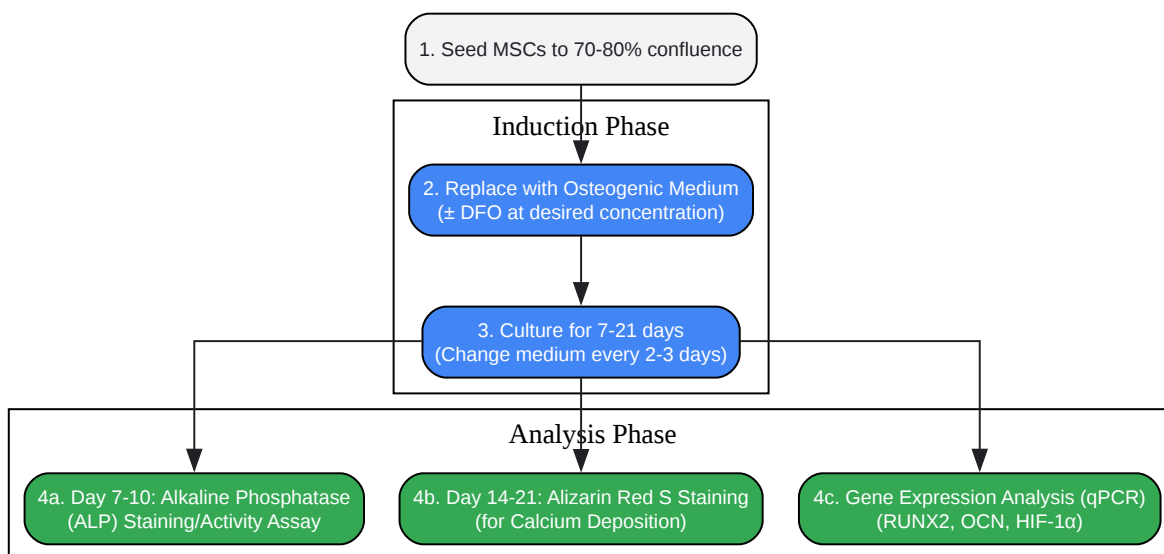 1. Seed MSCs to 70-80% confluence
Induction Phase
2. Replace with Osteogenic Medium
(± DFO at desired concentration)
3. Culture for 7-21 days
(Change medium every 2-3 days)
Analysis Phase
4a. Day 7-10: Alkaline Phosphatase
(ALP) Staining/Activity Assay
4b. Day 14-21: Alizarin Red S Staining
(for Calcium Deposition)
4c. Gene Expression Analysis (qPCR)
(RUNX2, OCN, HIF-1α)